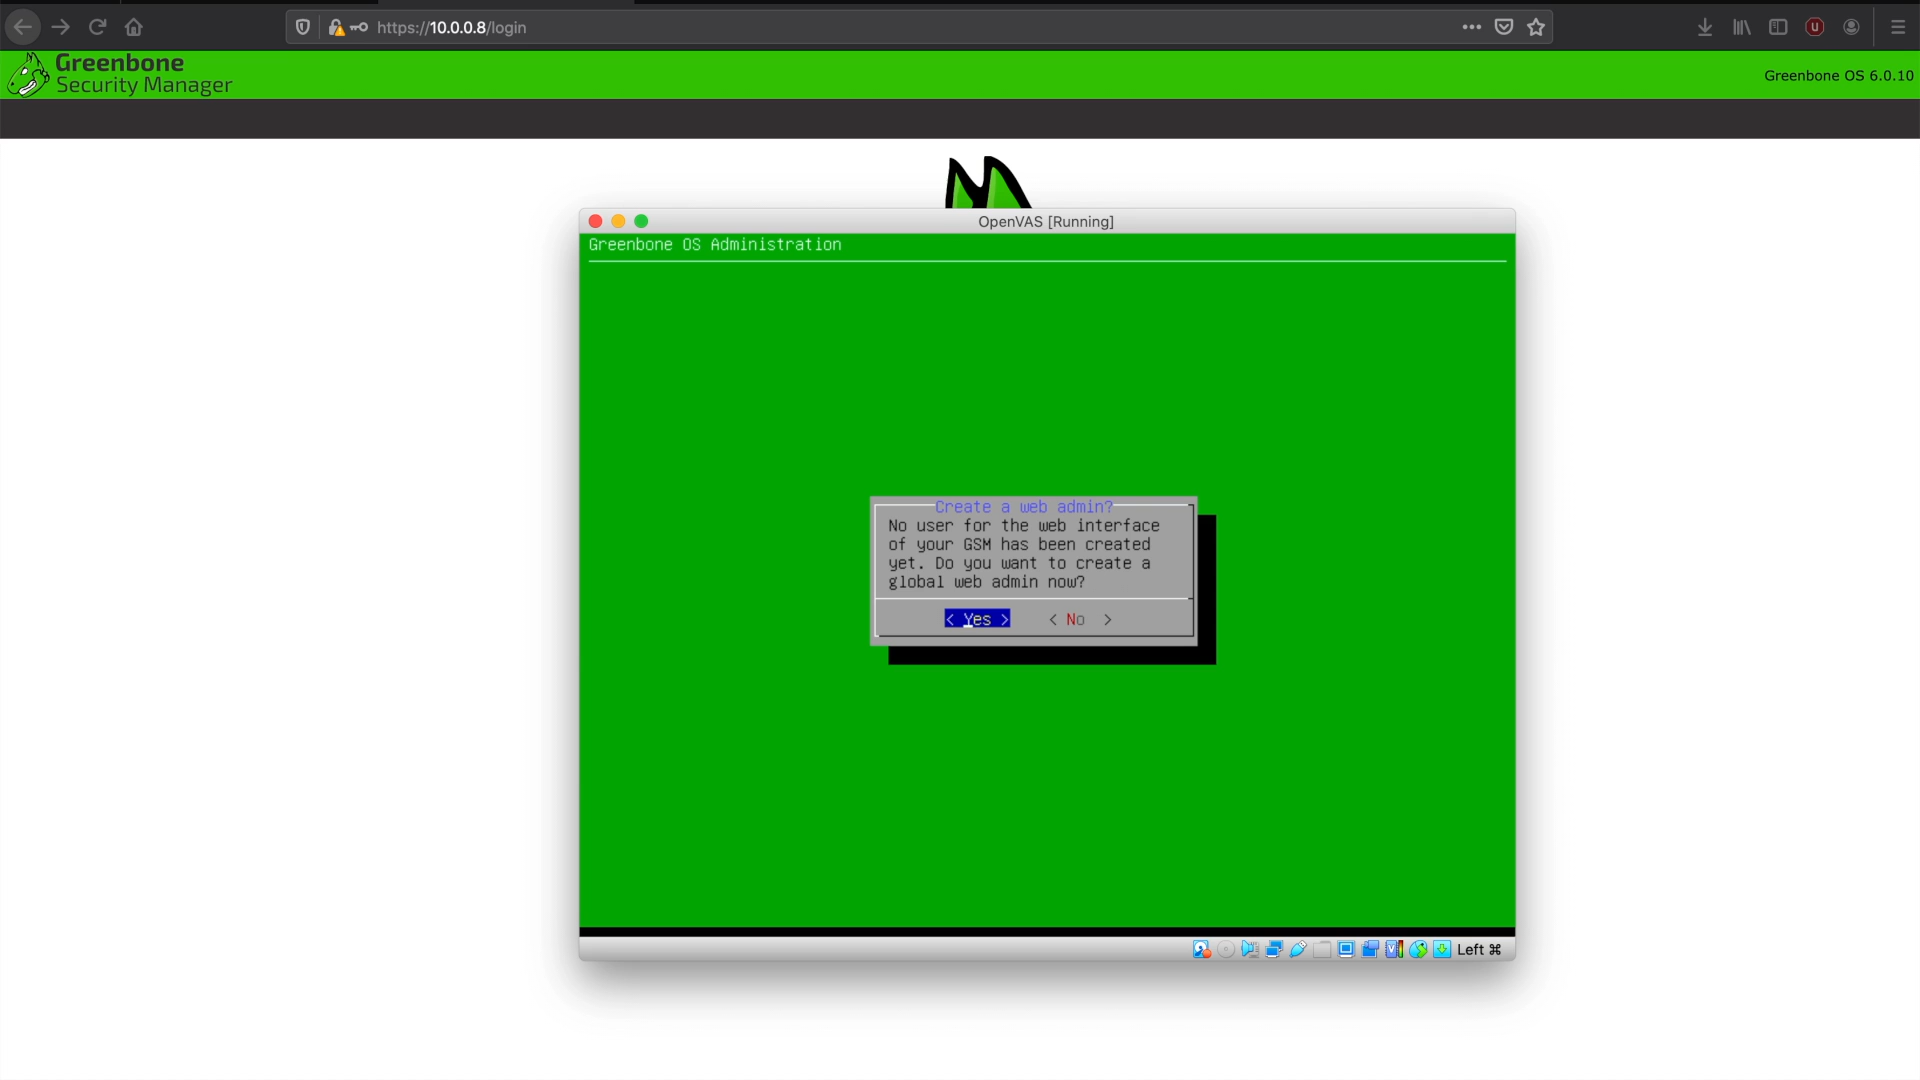 https://10.0.0.8/login
Greenbone
Security Manager
Greenbone OS 6.0.10
OpenVAS [Running]
Greenbone OS Administration
Create a web admin?
No user for the web interface
of your GSM has been created
yet. Do you want to create a
global web admin now?
< Yes > < No >
Left ⌘